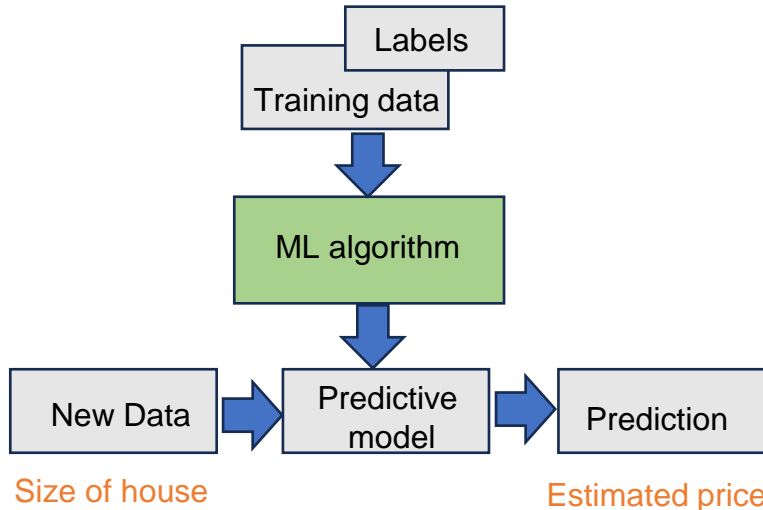 Labels
Training data
ML algorithm
New Data
Predictive
model
Prediction
Size of house
Estimated price